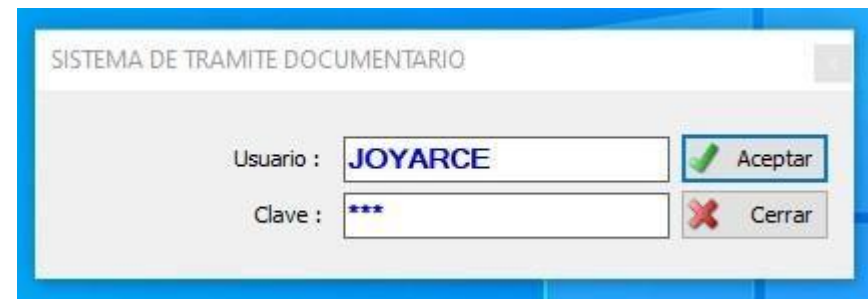 SISTEMA DE TRAMITE DOCUMENTARIO
Usuario : JOYARCE Aceptar
Clave : *** Cerrar